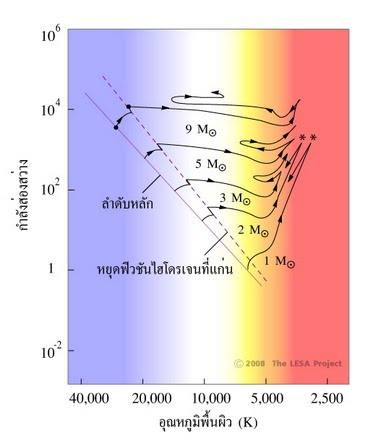 10⁶
10⁴
10²
1
10⁻²
กำลังส่องสว่าง
9 M☉
5 M☉
3 M☉
2 M☉
1 M☉
* *
ลำดับหลัก
หยุดฟิวชันไฮโดรเจนที่แก่น
© 2008 The LESA Project
40,000 20,000 10,000 5,000 2,500
อุณหภูมิพื้นผิว (K)